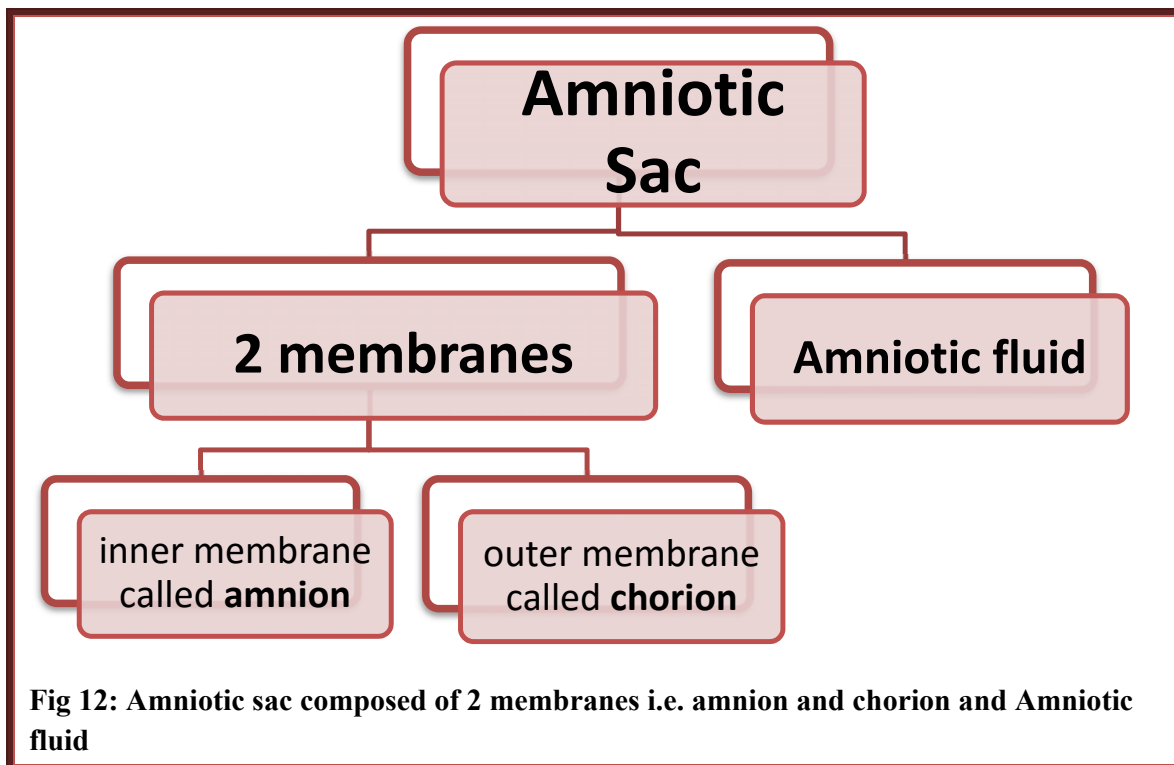 Amniotic
Sac
2 membranes
Amniotic fluid
inner membrane
called amnion
outer membrane
called chorion
Fig 12: Amniotic sac composed of 2 membranes i.e. amnion and chorion and Amniotic
fluid